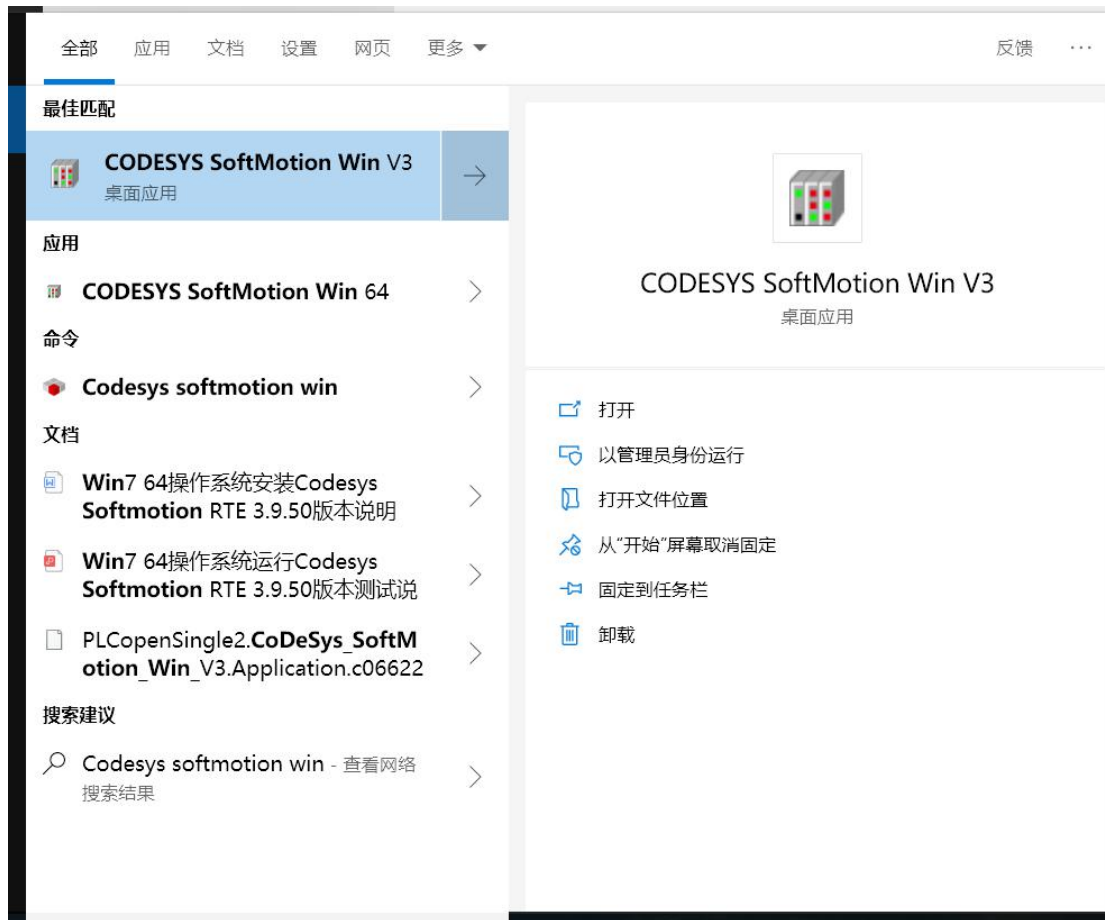 全部 应用 文档 设置 网页 更多 反馈 ...
最佳匹配
CODESYS SoftMotion Win V3
桌面应用
应用
CODESYS SoftMotion Win 64
命令
Codesys softmotion win
文档
Win7 64操作系统安装Codesys
Softmotion RTE 3.9.50版本说明
Win7 64操作系统运行Codesys
Softmotion RTE 3.9.50版本测试说
PLCopenSingle2.CoDeSys_SoftM
otion_Win_V3.Application.c06622
搜索建议
Codesys softmotion win - 查看网络
搜索结果
CODESYS SoftMotion Win V3
桌面应用
打开
以管理员身份运行
打开文件位置
从"开始"屏幕取消固定
固定到任务栏
卸载